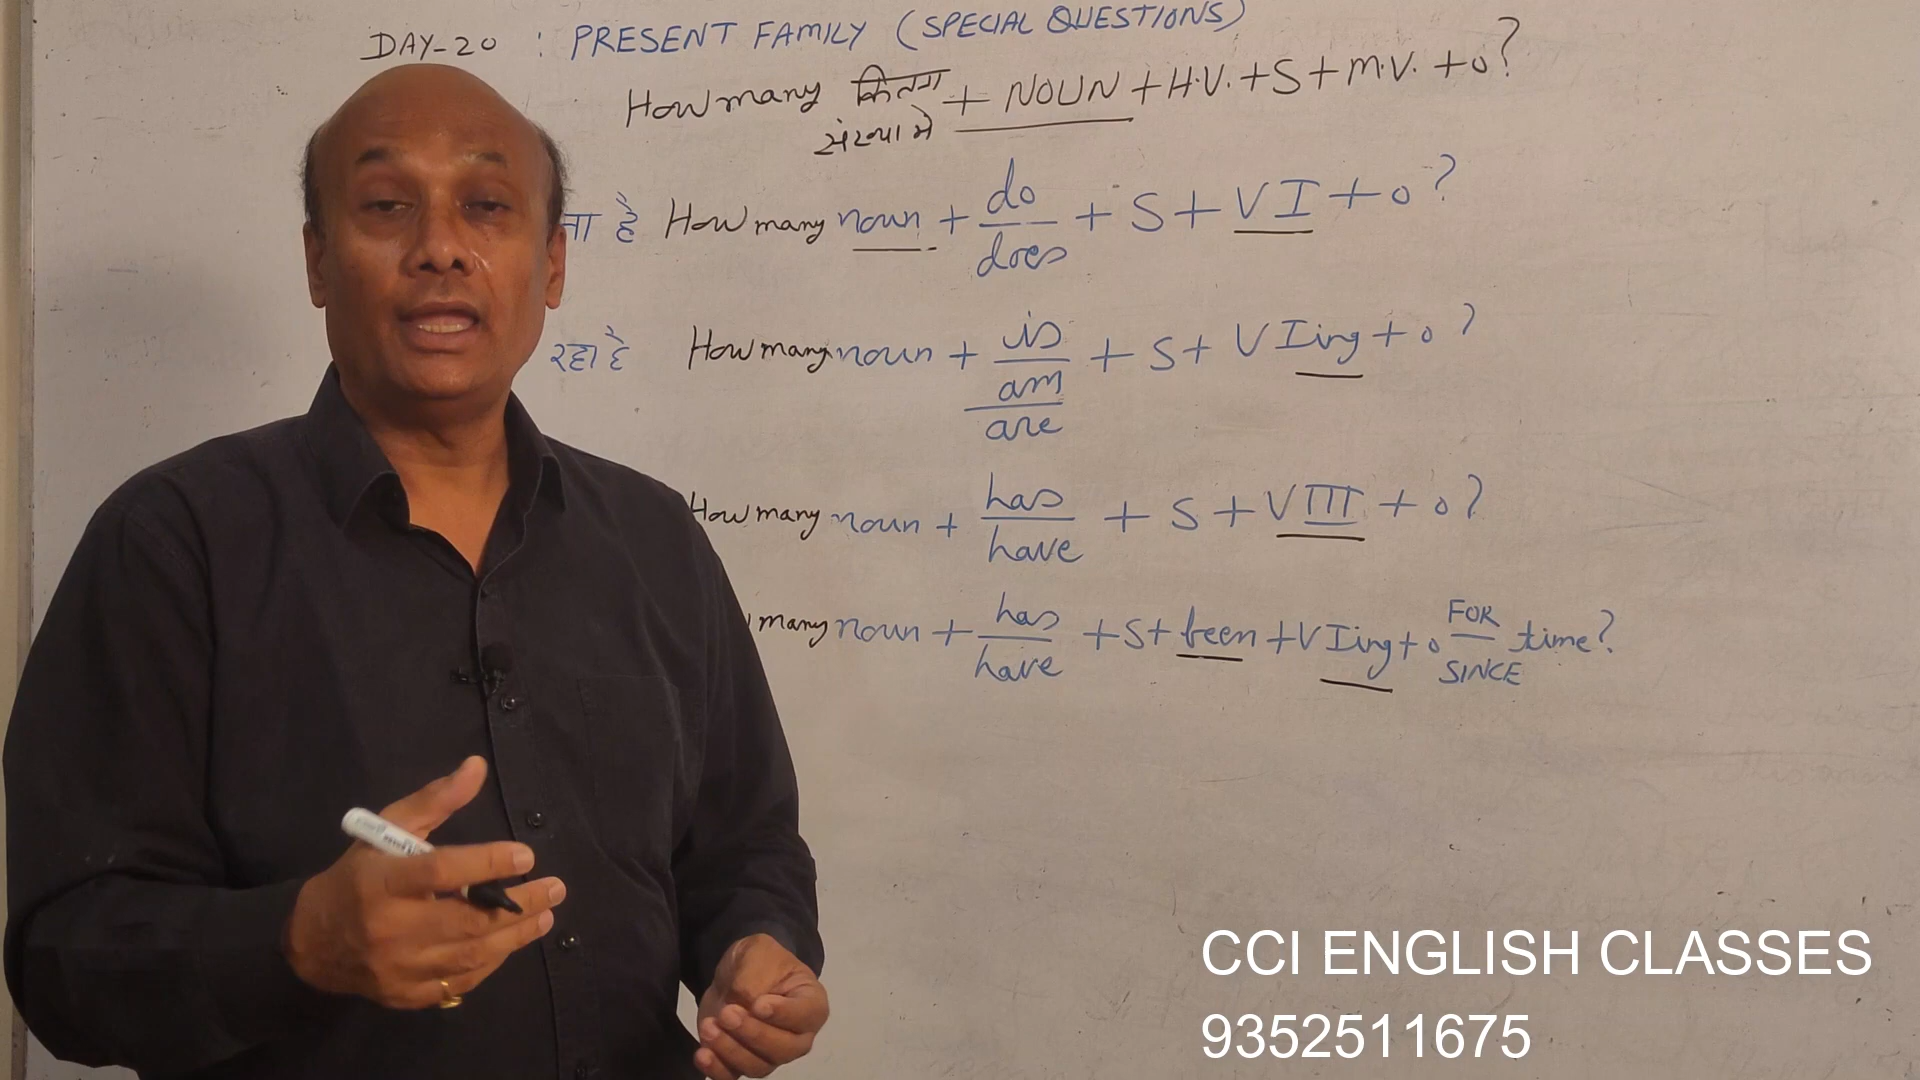 DAY-20 : PRESENT FAMILY (SPECIAL QUESTIONS)
How many कितना + NOUN + H.V. + S + M.V. + o?
संख्या मे
ता है How many noun + do + S + V I + o?
does
रहा है How many noun + is + S + V I ing + o?
am
are
How many noun + has + S + V III + o?
have
many noun + has + S + been + V I ing + o FOR time?
have SINCE
CCI ENGLISH CLASSES
9352511675